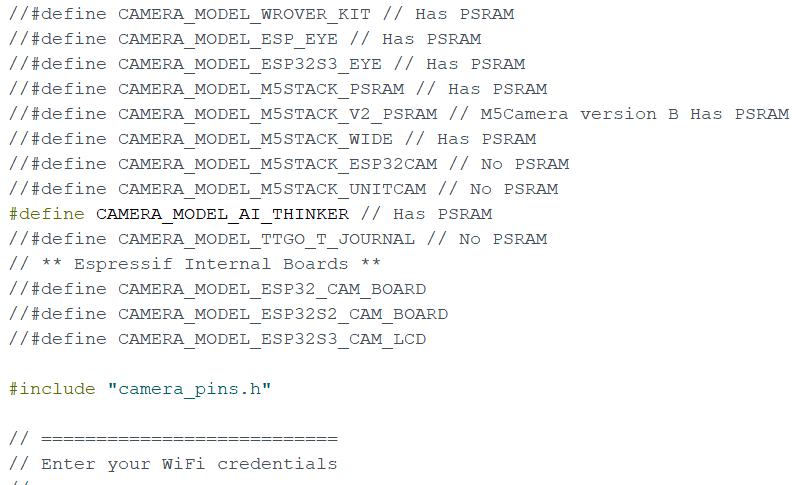 //#define CAMERA_MODEL_WROVER_KIT // Has PSRAM
//#define CAMERA_MODEL_ESP_EYE // Has PSRAM
//#define CAMERA_MODEL_ESP32S3_EYE // Has PSRAM
//#define CAMERA_MODEL_M5STACK_PSRAM // Has PSRAM
//#define CAMERA_MODEL_M5STACK_V2_PSRAM // M5Camera version B Has PSRAM
//#define CAMERA_MODEL_M5STACK_WIDE // Has PSRAM
//#define CAMERA_MODEL_M5STACK_ESP32CAM // No PSRAM
//#define CAMERA_MODEL_M5STACK_UNITCAM // No PSRAM
#define CAMERA_MODEL_AI_THINKER // Has PSRAM
//#define CAMERA_MODEL_TTGO_T_JOURNAL // No PSRAM
// ** Espressif Internal Boards **
//#define CAMERA_MODEL_ESP32_CAM_BOARD
//#define CAMERA_MODEL_ESP32S2_CAM_BOARD
//#define CAMERA_MODEL_ESP32S3_CAM_LCD
#include "camera_pins.h"
// ===========================
// Enter your WiFi credentials
//